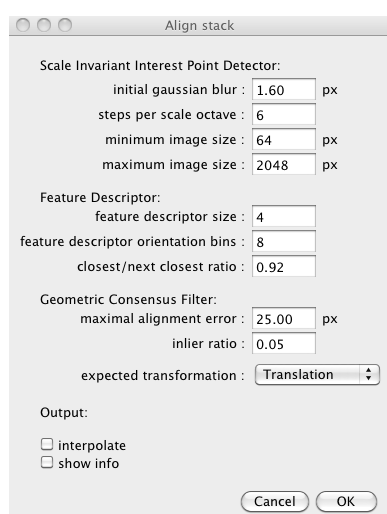 Align stack
Scale Invariant Interest Point Detector:
initial gaussian blur : 1.60 px
steps per scale octave : 6
minimum image size : 64 px
maximum image size : 2048 px
Feature Descriptor:
feature descriptor size : 4
feature descriptor orientation bins : 8
closest/next closest ratio : 0.92
Geometric Consensus Filter:
maximal alignment error : 25.00 px
inlier ratio : 0.05
expected transformation : Translation
Output:
interpolate
show info
Cancel OK